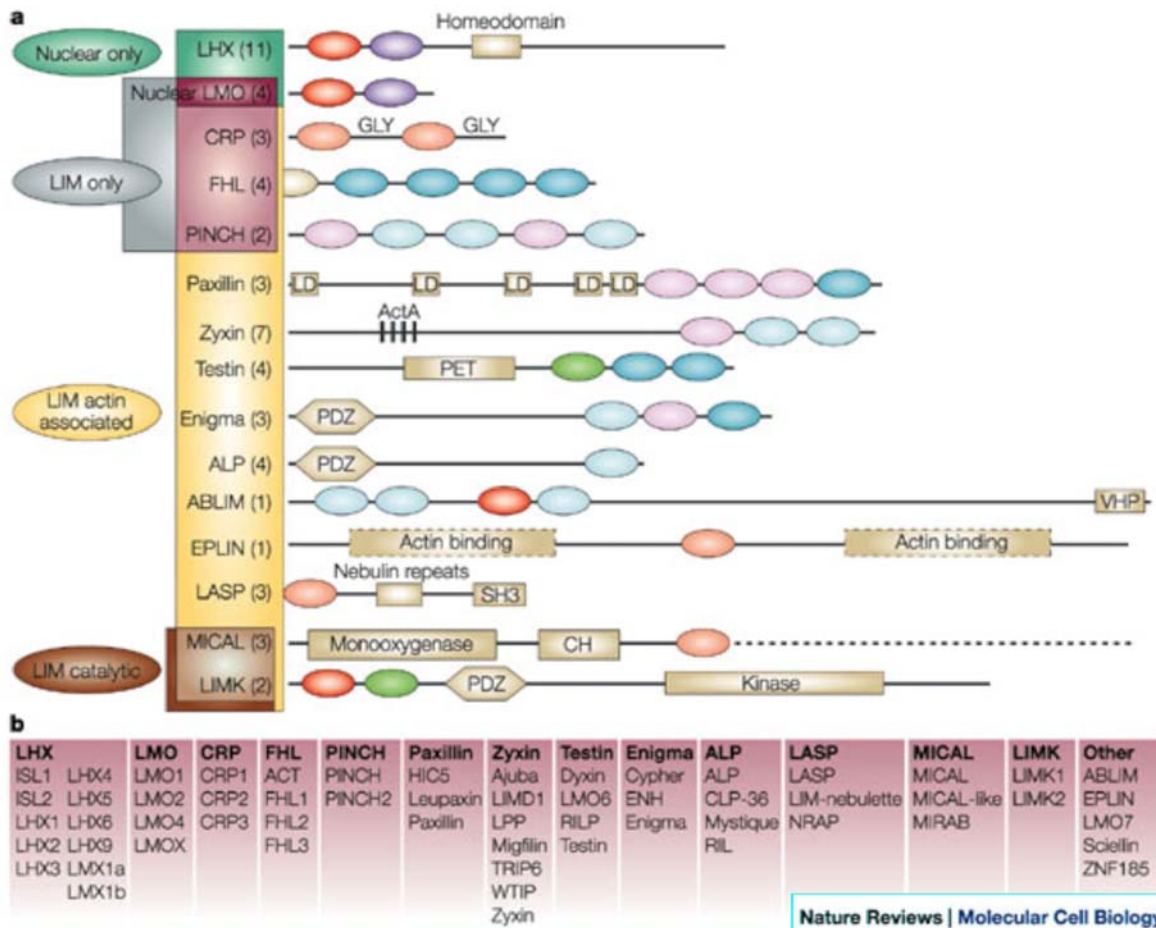 a
Homeodomain
Nuclear only
LHX (11)
Nuclear LMO (4)
CRP (3)
GLY
GLY
LIM only
FHL (4)
PINCH (2)
Paxillin (3)
LD
LD
LD
LD
LD
ActA
Zyxin (7)
Testin (4)
PET
LIM actin
associated
Enigma (3)
PDZ
ALP (4)
PDZ
ABLIM (1)
VHP
EPLIN (1)
Actin binding
Actin binding
Nebulin repeats
LASP (3)
SH3
MICAL (3)
Monooxygenase
CH
LIM catalytic
LIMK (2)
PDZ
Kinase
b
LHX LMO CRP FHL PINCH Paxillin Zyxin Testin Enigma ALP LASP MICAL LIMK Other
ISL1 LHX4 LMO1 CRP1 ACT PINCH HIC5 Ajuba Dyxin Cypher ALP LASP MICAL LIMK1 ABLIM
ISL2 LHX5 LMO2 CRP2 FHL1 PINCH2 Leupaxin LIMD1 LMO6 ENH CLP-36 LIM-nebulette MICAL-like LIMK2 EPLIN
LHX1 LHX6 LMO4 CRP3 FHL2 Paxillin LPP RILP Enigma Mystique NRAP MIRAB LMO7
LHX2 LHX9 LMOX FHL3 Migfilin Testin RIL Sciellin
LHX3 LMX1a TRIP6 ZNF185
LMX1b WTIP
Zyxin
Nature Reviews | Molecular Cell Biology